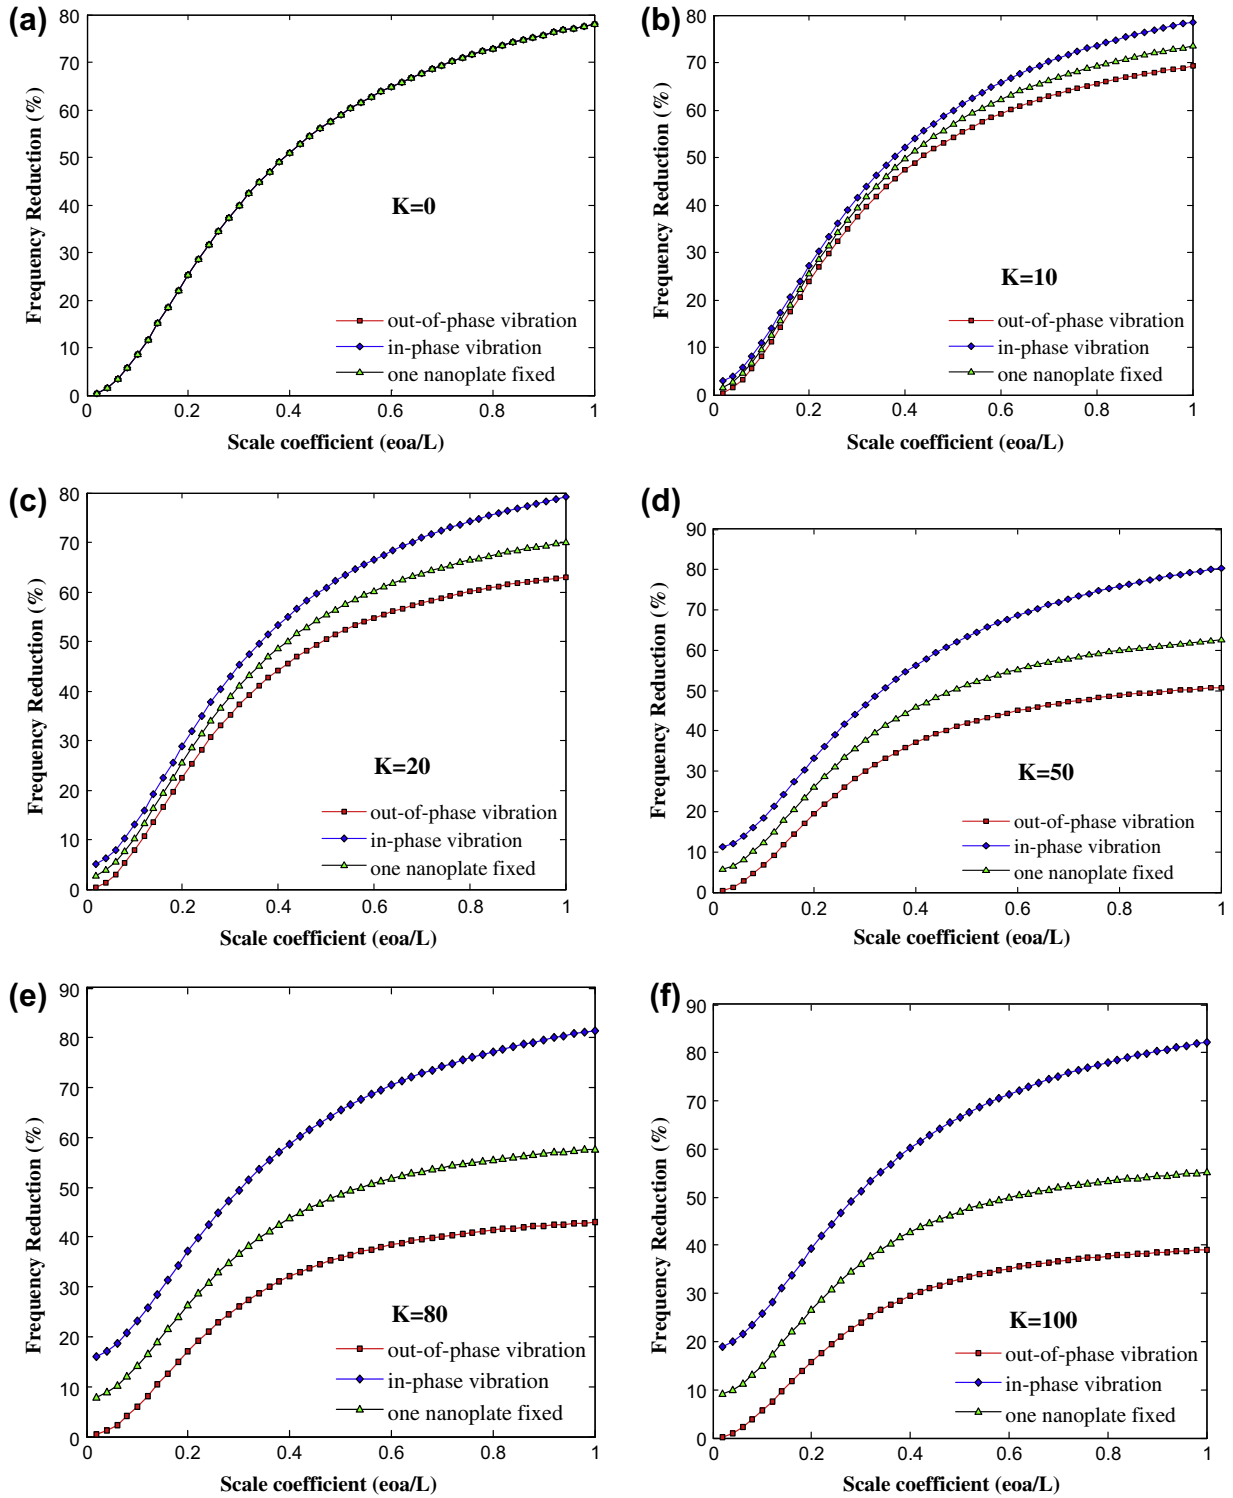 (a)
80
70
60
50
40
30
20
10
0
Frequency Reduction (%)
K=0
out-of-phase vibration
in-phase vibration
one nanoplate fixed
0 0.2 0.4 0.6 0.8 1
Scale coefficient (eoa/L)
(b)
80
70
60
50
40
30
20
10
0
Frequency Reduction (%)
K=10
out-of-phase vibration
in-phase vibration
one nanoplate fixed
0 0.2 0.4 0.6 0.8 1
Scale coefficient (eoa/L)
(c)
80
70
60
50
40
30
20
10
0
Frequency Reduction (%)
K=20
out-of-phase vibration
in-phase vibration
one nanoplate fixed
0 0.2 0.4 0.6 0.8 1
Scale coefficient (eoa/L)
(d)
90
80
70
60
50
40
30
20
10
0
Frequency Reduction (%)
K=50
out-of-phase vibration
in-phase vibration
one nanoplate fixed
0 0.2 0.4 0.6 0.8 1
Scale coefficient (eoa/L)
(e)
90
80
70
60
50
40
30
20
10
0
Frequency Reduction (%)
K=80
out-of-phase vibration
in-phase vibration
one nanoplate fixed
0 0.2 0.4 0.6 0.8 1
Scale coefficient (eoa/L)
(f)
90
80
70
60
50
40
30
20
10
0
Frequency Reduction (%)
K=100
out-of-phase vibration
in-phase vibration
one nanoplate fixed
0 0.2 0.4 0.6 0.8 1
Scale coefficient (eoa/L)